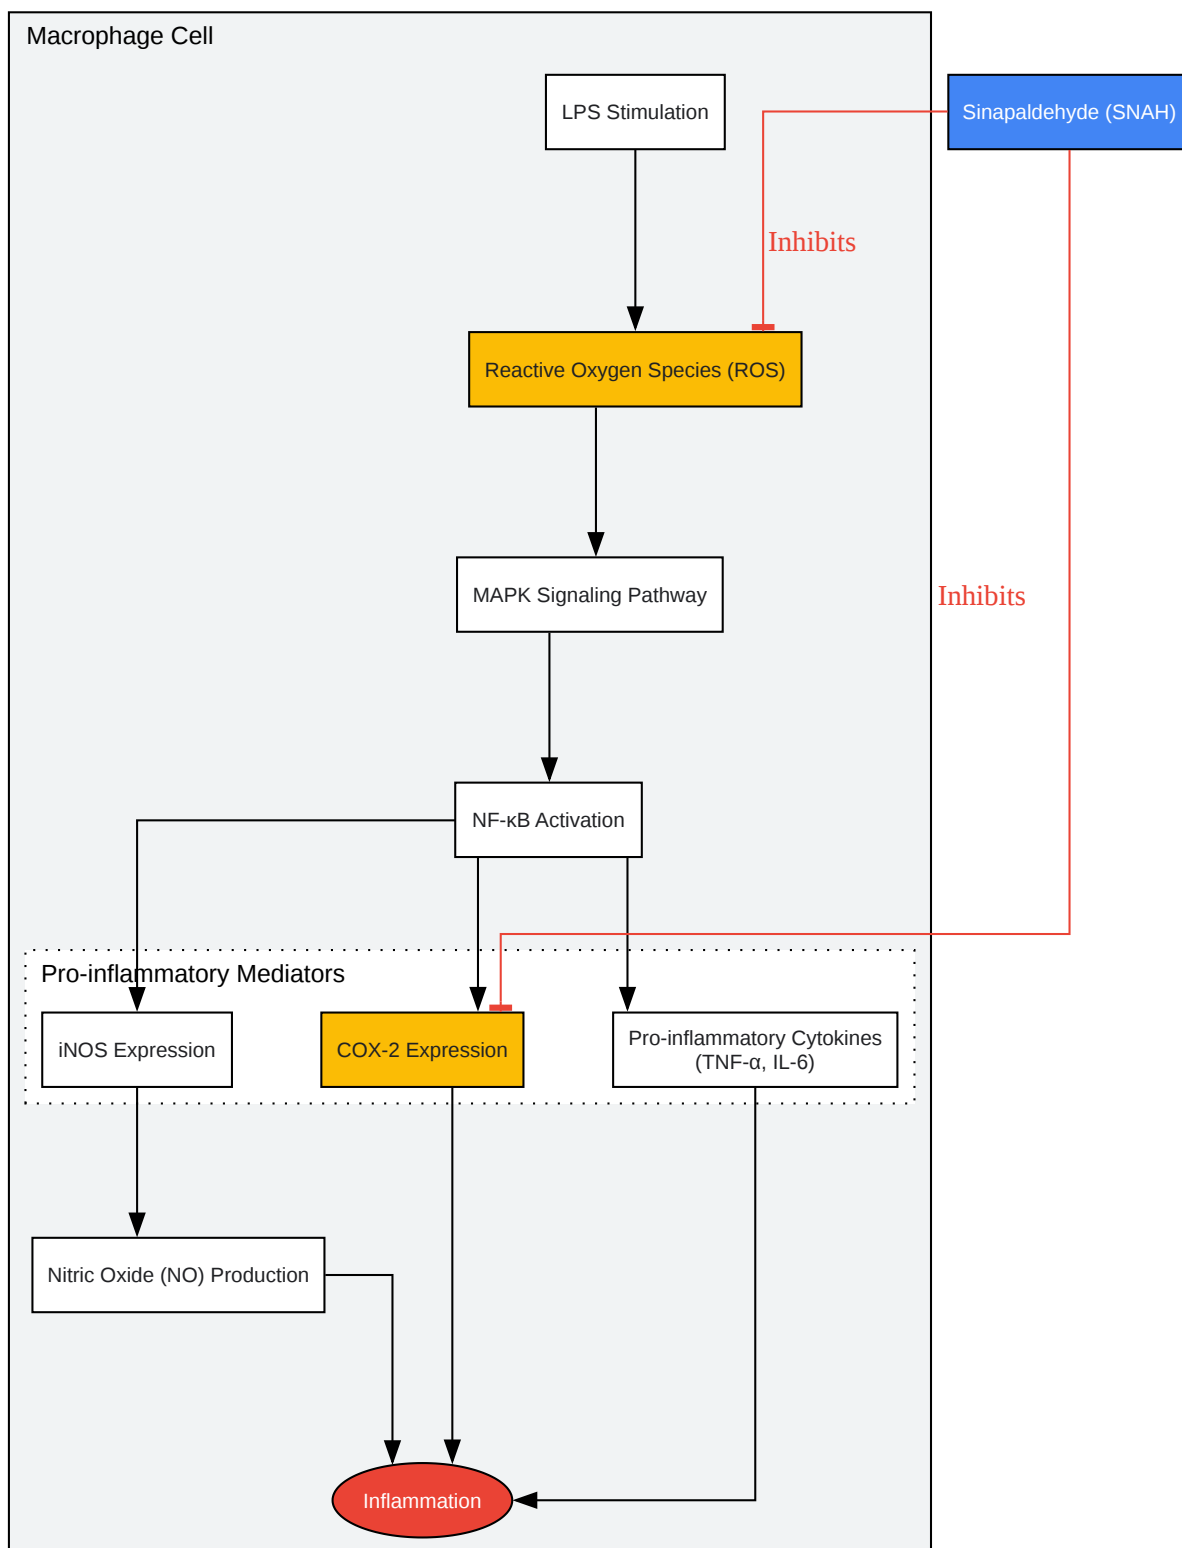 Macrophage Cell
LPS Stimulation
Sinapaldehyde (SNAH)
Inhibits
Reactive Oxygen Species (ROS)
MAPK Signaling Pathway
Inhibits
NF-κB Activation
Pro-inflammatory Mediators
iNOS Expression
COX-2 Expression
Pro-inflammatory Cytokines
(TNF-α, IL-6)
Nitric Oxide (NO) Production
Inflammation